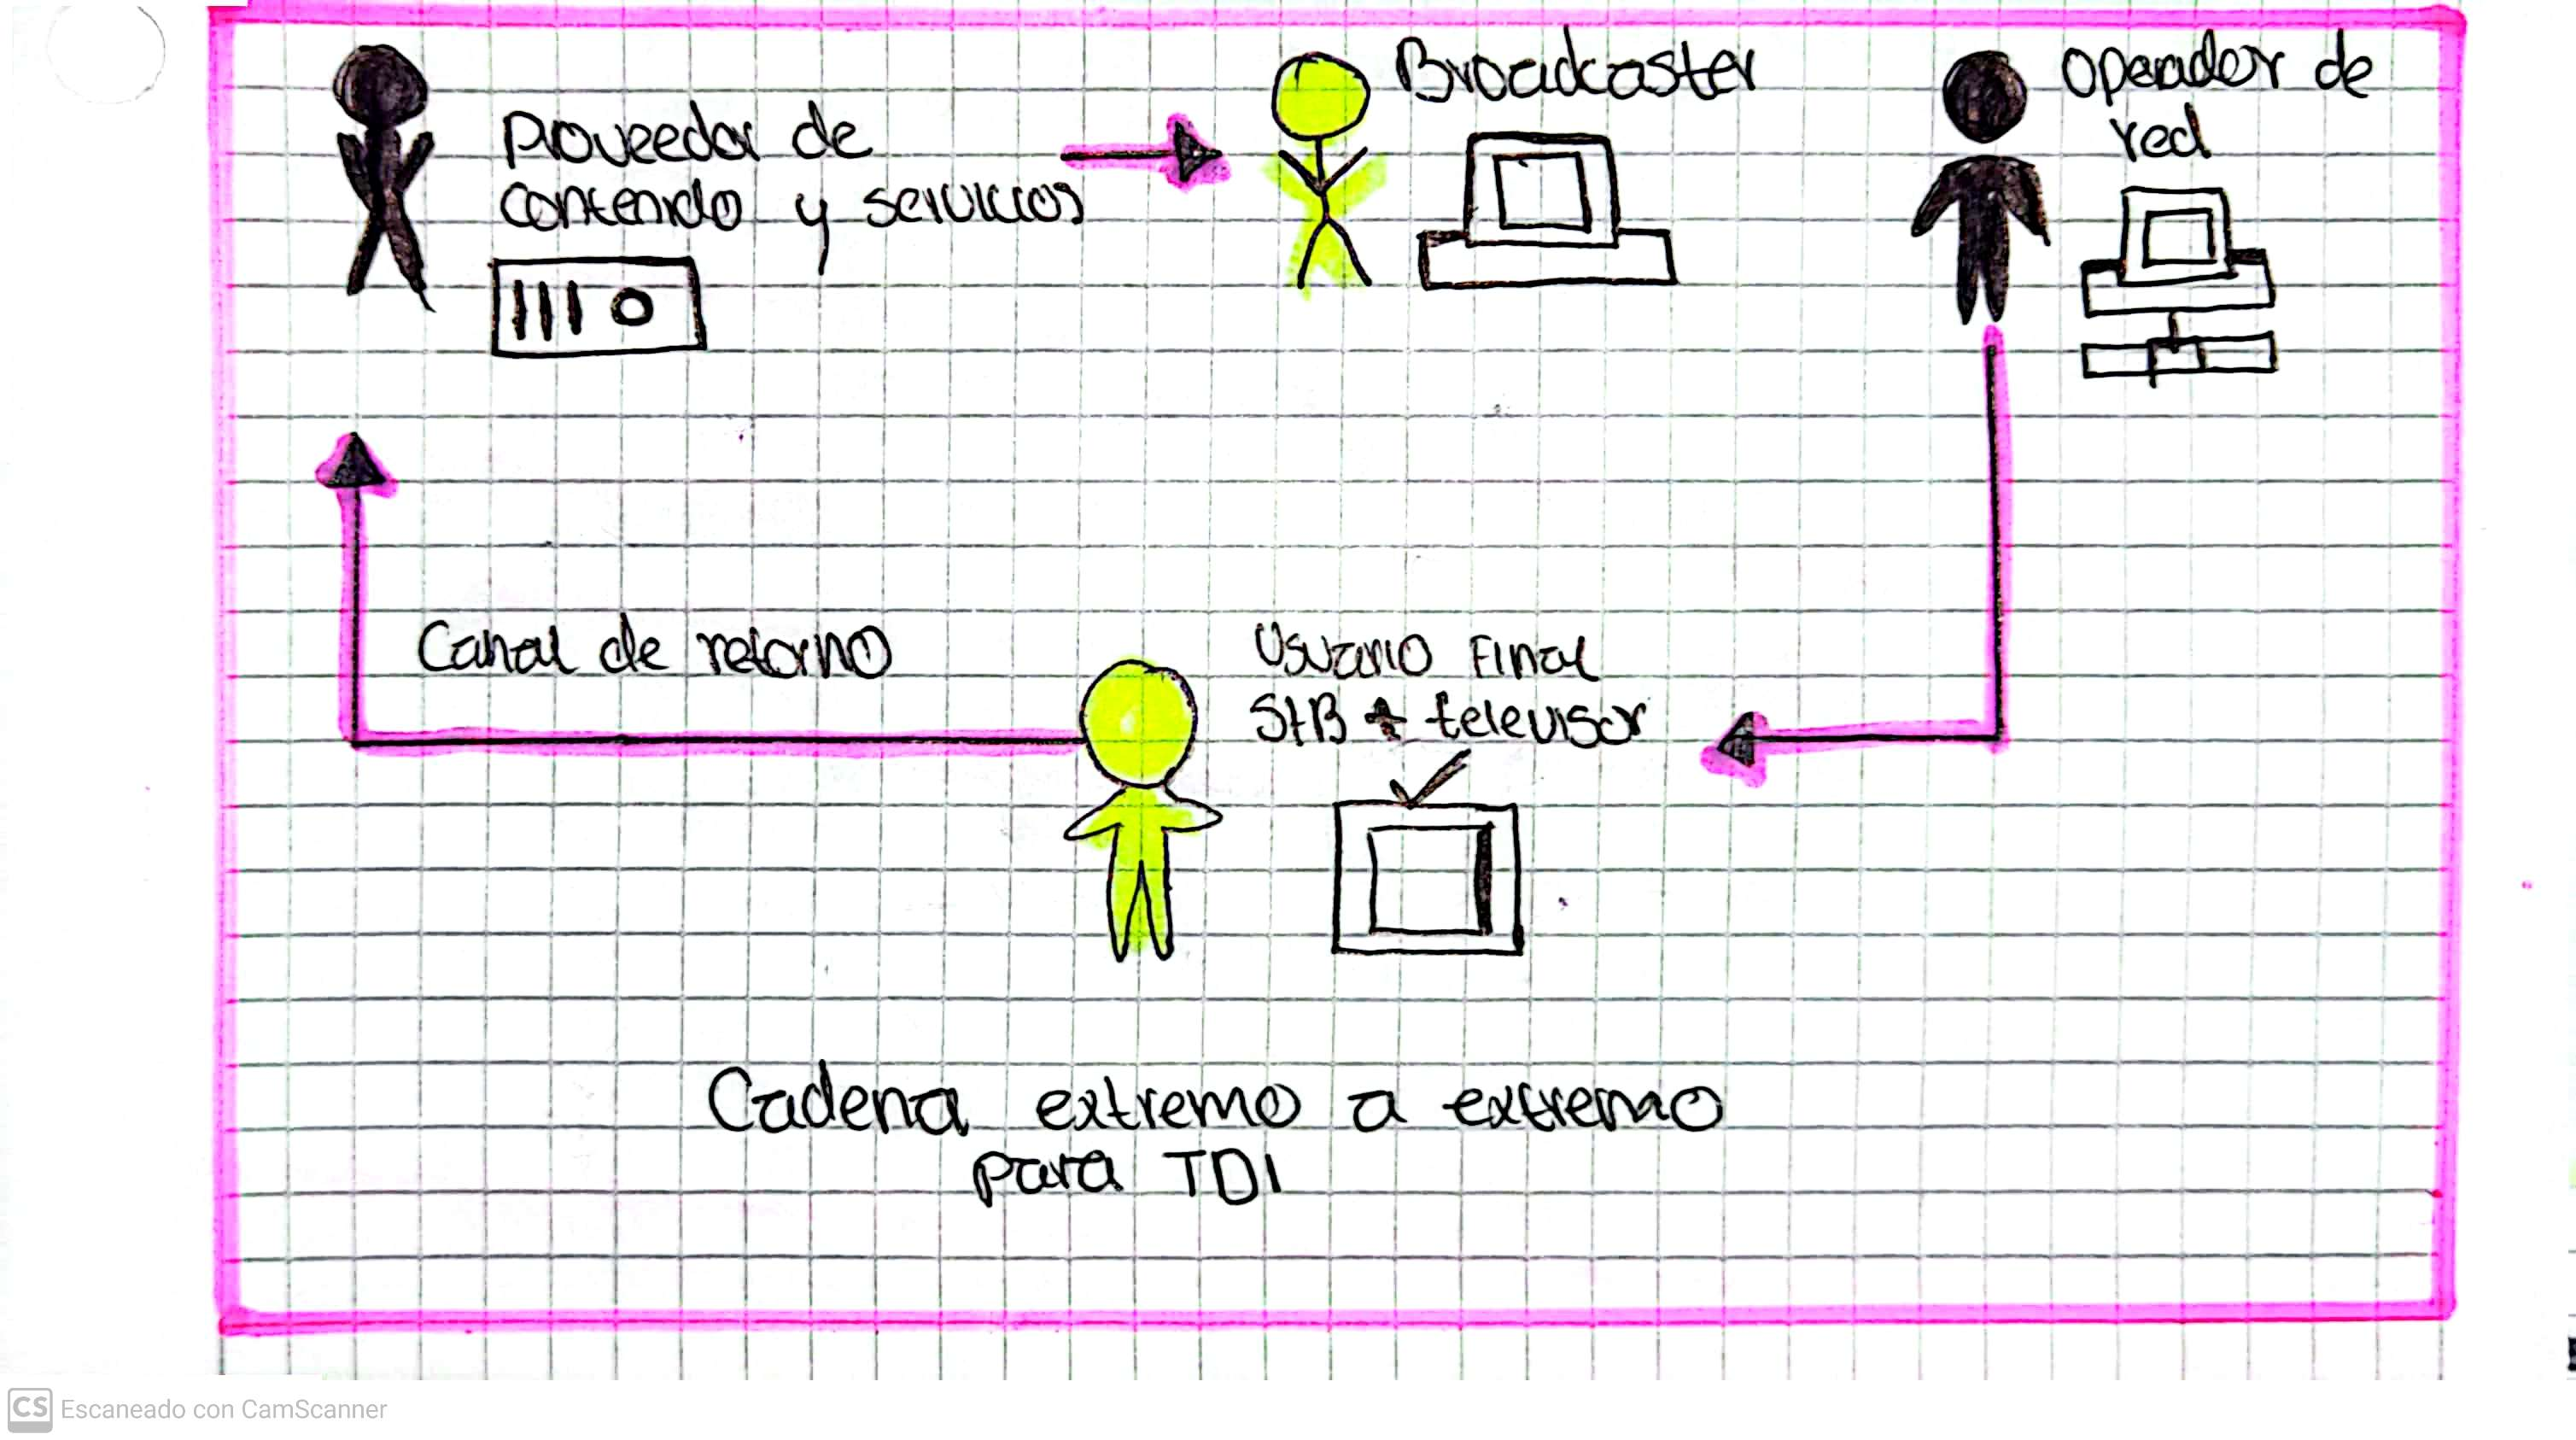 Proveedor de
contenido y servicios
Broadcaster
Operador de
red
Canal de retorno
Usuario Final
StB + televisor
Cadena extremo a extremo
para TDI
CS Escaneado con CamScanner